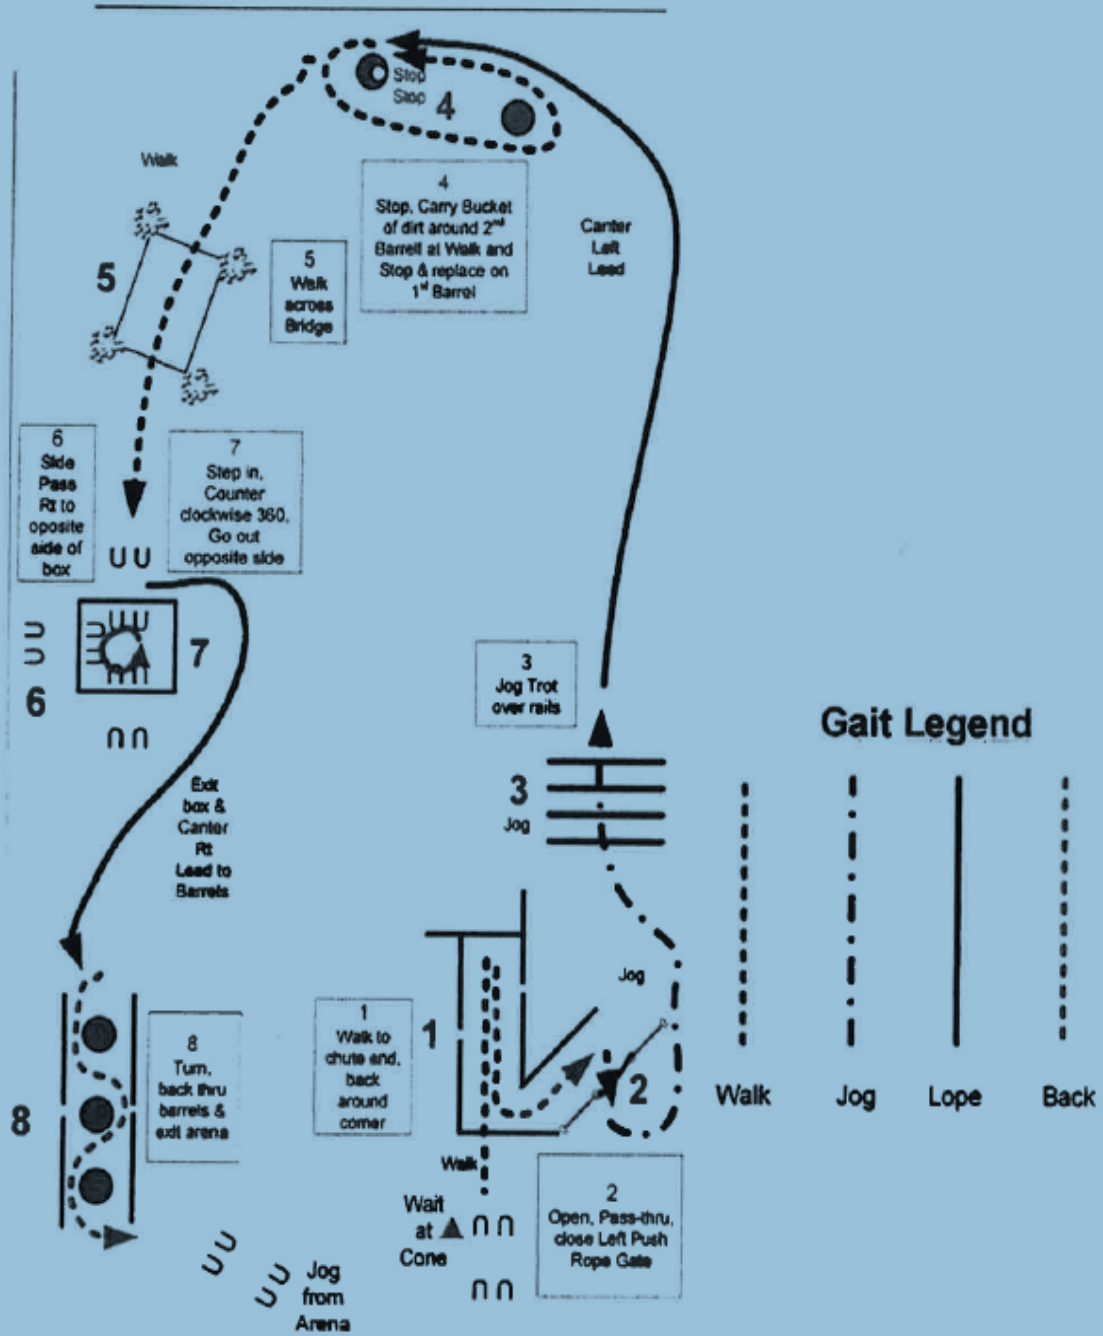 Stop
Stop
4
Walk
4
Stop, Carry Bucket
of dirt around 2nd
Barrell at Walk and
Stop & replace on
1st Barrel
Canter
Left
Lead
5
5
Walk
across
Bridge
6
Side
Pass
Rt to
oposite
side of
box
7
Step in,
Counter
clockwise 360,
Go out
opposite side
7
6
3
Jog Trot
over rails
3
Jog
Gait Legend
Walk
Jog
Lope
Back
Exit
box &
Canter
Rt
Lead to
Barrels
Jog
1
Walk to
chute end,
back
around
corner
1
2
8
Turn,
back thru
barrels &
exit arena
8
Walk
Wait
at
Cone
2
Open, Pass-thru,
close Left Push
Rope Gate
Jog
from
Arena